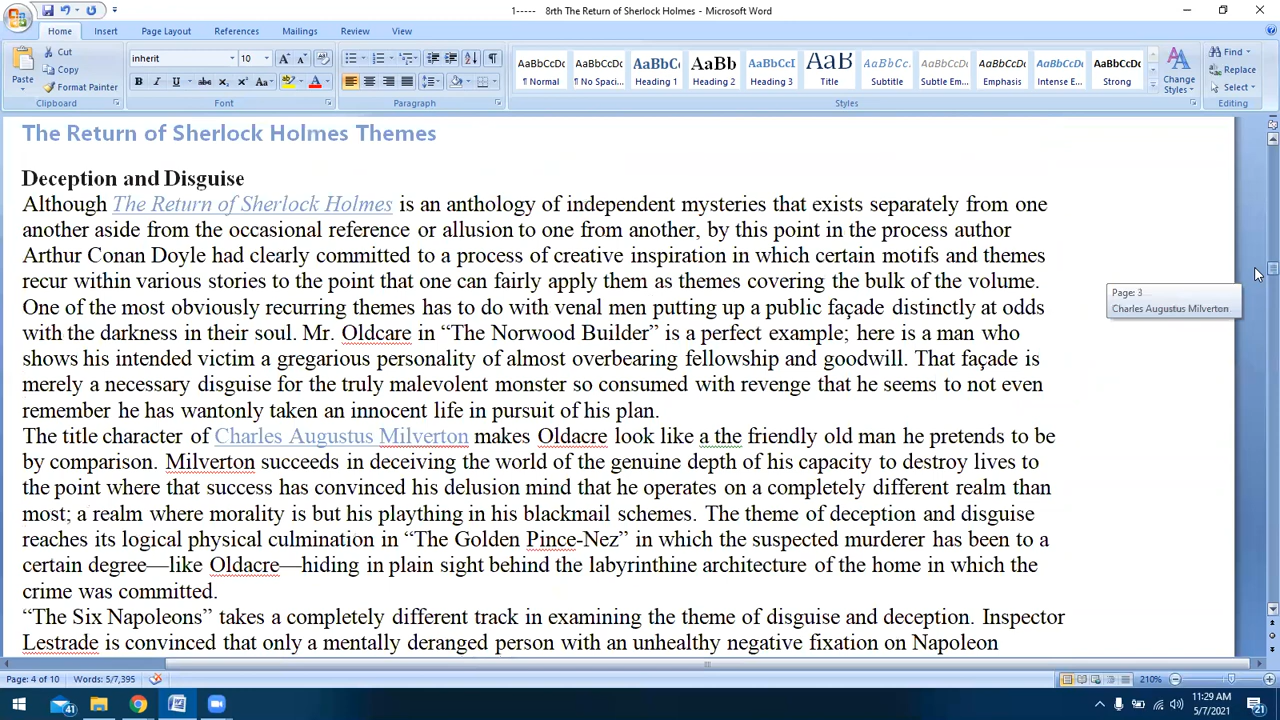 1----- 8rth The Return of Sherlock Holmes - Microsoft Word
Home Insert Page Layout References Mailings Review View
Cut
Copy
Format Painter
Paste
Clipboard
inherit 10
Font
Paragraph
AaBbCcDc AaBbCcDc AaBbC AaBb AaBbCcI AaB AaBbCc. AaBbCcDc AaBbCcDc AaBbCcDc AaBbCcDc
¶ Normal ¶ No Spaci... Heading 1 Heading 2 Heading 3 Title Subtitle Subtle Em... Emphasis Intense E... Strong
Change Styles
Styles
Find
Replace
Select
Editing
The Return of Sherlock Holmes Themes
Deception and Disguise
Although The Return of Sherlock Holmes is an anthology of independent mysteries that exists separately from one
another aside from the occasional reference or allusion to one from another, by this point in the process author
Arthur Conan Doyle had clearly committed to a process of creative inspiration in which certain motifs and themes
recur within various stories to the point that one can fairly apply them as themes covering the bulk of the volume.
One of the most obviously recurring themes has to do with venal men putting up a public façade distinctly at odds
with the darkness in their soul. Mr. Oldcare in “The Norwood Builder” is a perfect example; here is a man who
shows his intended victim a gregarious personality of almost overbearing fellowship and goodwill. That façade is
merely a necessary disguise for the truly malevolent monster so consumed with revenge that he seems to not even
remember he has wantonly taken an innocent life in pursuit of his plan.
The title character of Charles Augustus Milverton makes Oldacre look like a the friendly old man he pretends to be
by comparison. Milverton succeeds in deceiving the world of the genuine depth of his capacity to destroy lives to
the point where that success has convinced his delusion mind that he operates on a completely different realm than
most; a realm where morality is but his plaything in his blackmail schemes. The theme of deception and disguise
reaches its logical physical culmination in “The Golden Pince-Nez” in which the suspected murderer has been to a
certain degree—like Oldacre—hiding in plain sight behind the labyrinthine architecture of the home in which the
crime was committed.
“The Six Napoleons” takes a completely different track in examining the theme of disguise and deception. Inspector
Lestrade is convinced that only a mentally deranged person with an unhealthy negative fixation on Napoleon
Page: 3
Charles Augustus Milverton
Page: 4 of 10 Words: 5/7,395 210%
41
11:29 AM
5/7/2021
21